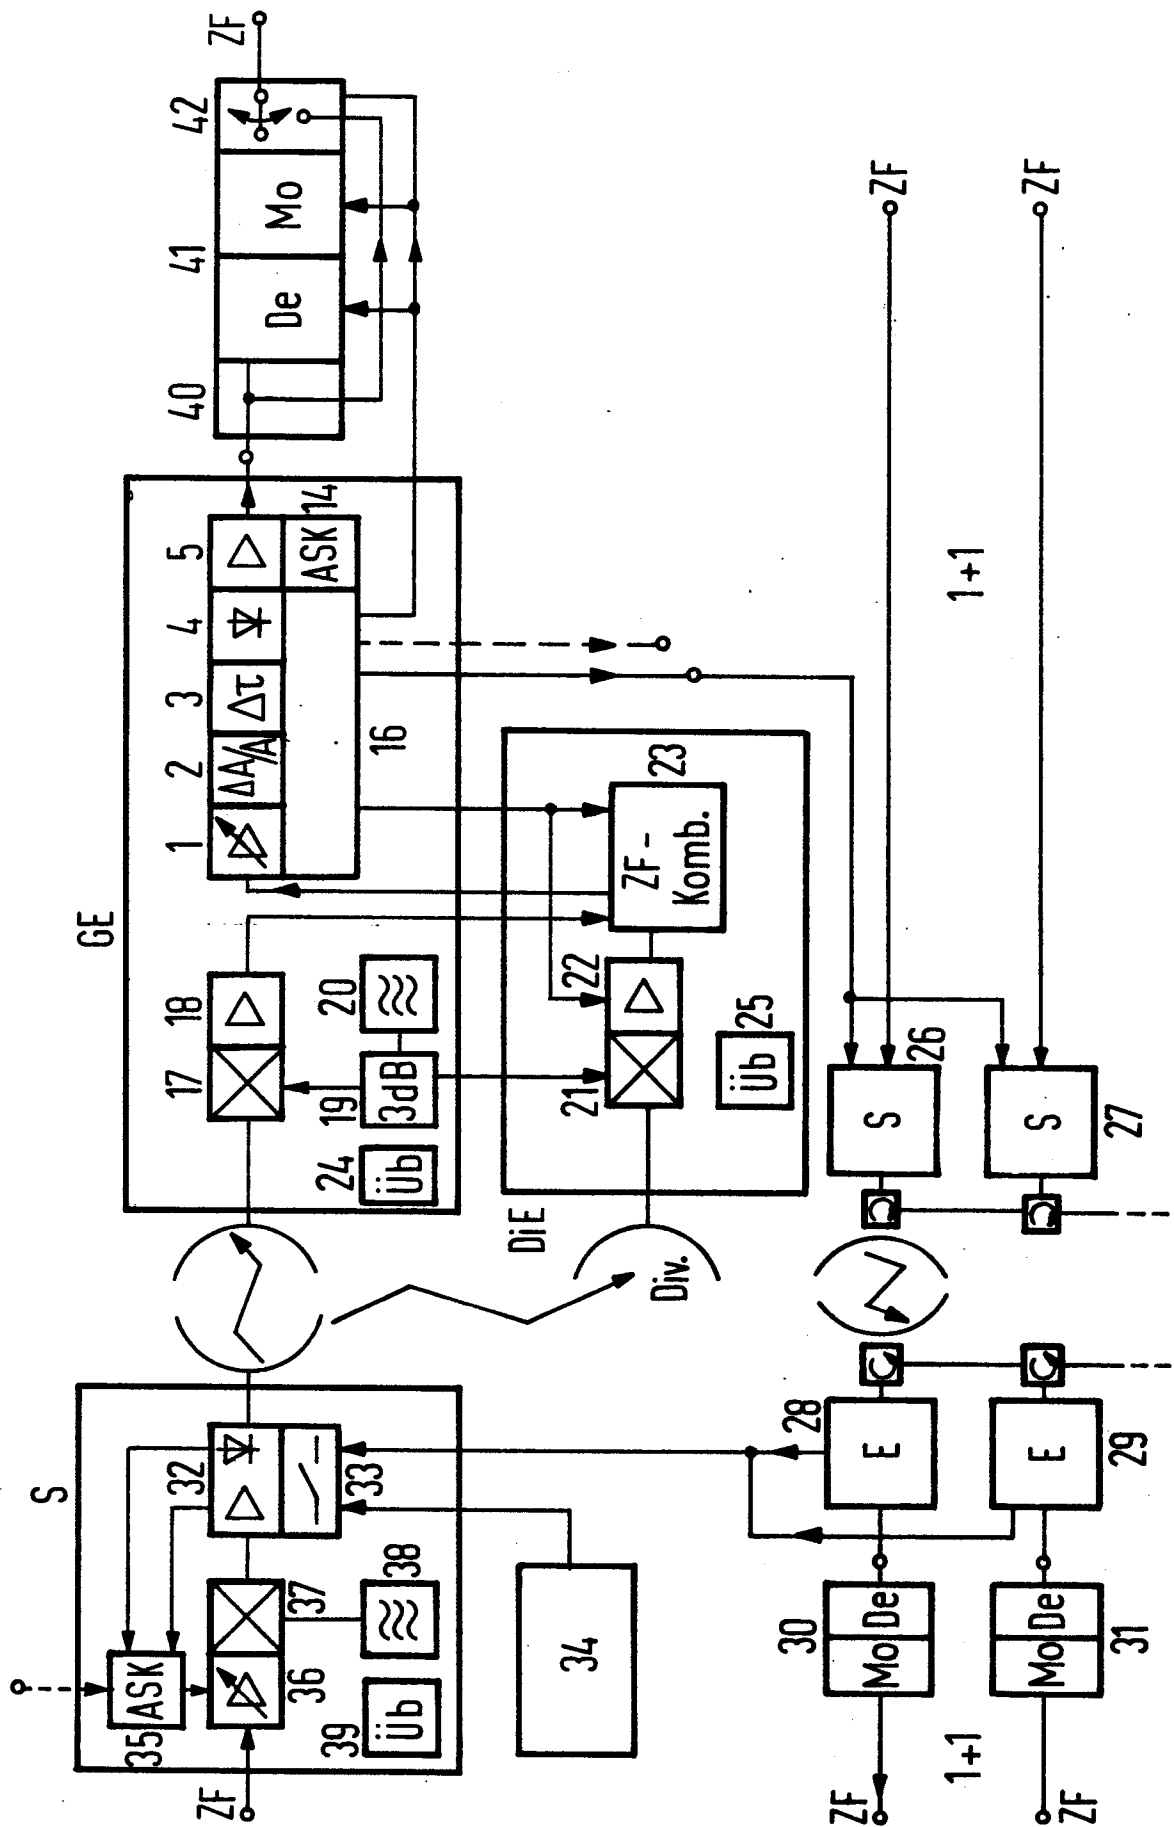 S
ZF
35
ASK
36
37
32
33
38
39
Üb
34
GE
17
18
19
3dB
20
24
Üb
1
2
3
4
5
ΔA/A
Δτ
ASK
14
16
40
41
42
De
Mo
ZF
DiE
Div.
21
22
23
ZF-
Komb.
25
Üb
ZF
1+1
ZF
30
Mo
De
31
Mo
De
28
E
29
E
S
26
S
27
1+1
ZF
ZF